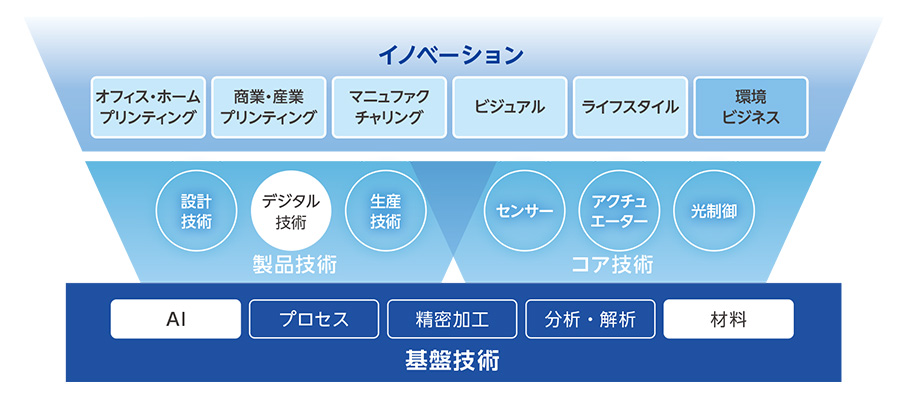 イノベーション
オフィス・ホーム
プリンティング
商業・産業
プリンティング
マニュファク
チャリング
ビジュアル
ライフスタイル
環境
ビジネス
設計
技術
デジタル
技術
生産
技術
製品技術
センサー
アクチュ
エーター
光制御
コア技術
AI
プロセス
精密加工
分析・解析
材料
基盤技術